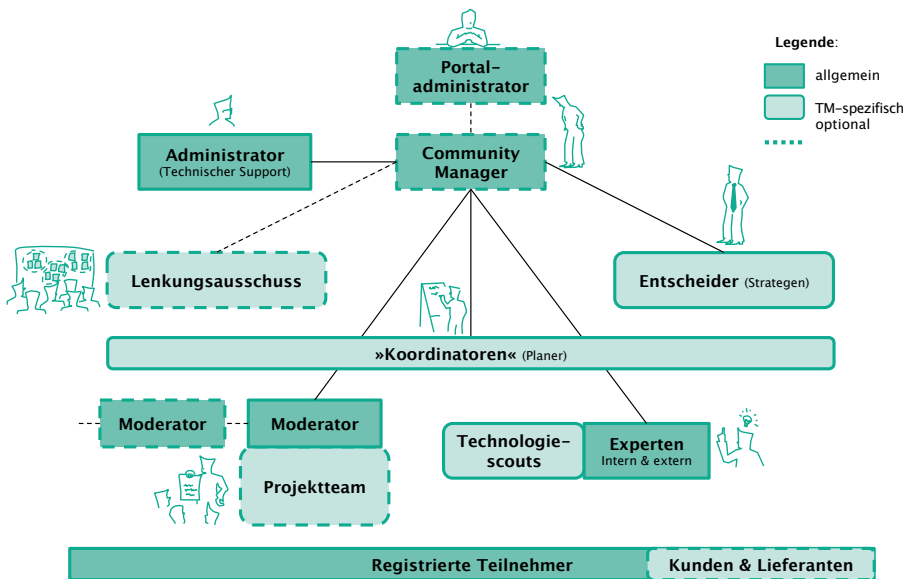 Legende:
allgemein
TM-spezifisch
optional
Portal-
administrator
Administrator
(Technischer Support)
Community
Manager
Lenkungsausschuss
Entscheider (Strategen)
»Koordinatoren« (Planer)
Moderator
Moderator
Projektteam
Technologie-
scouts
Experten
Intern & extern
Registrierte Teilnehmer
Kunden & Lieferanten